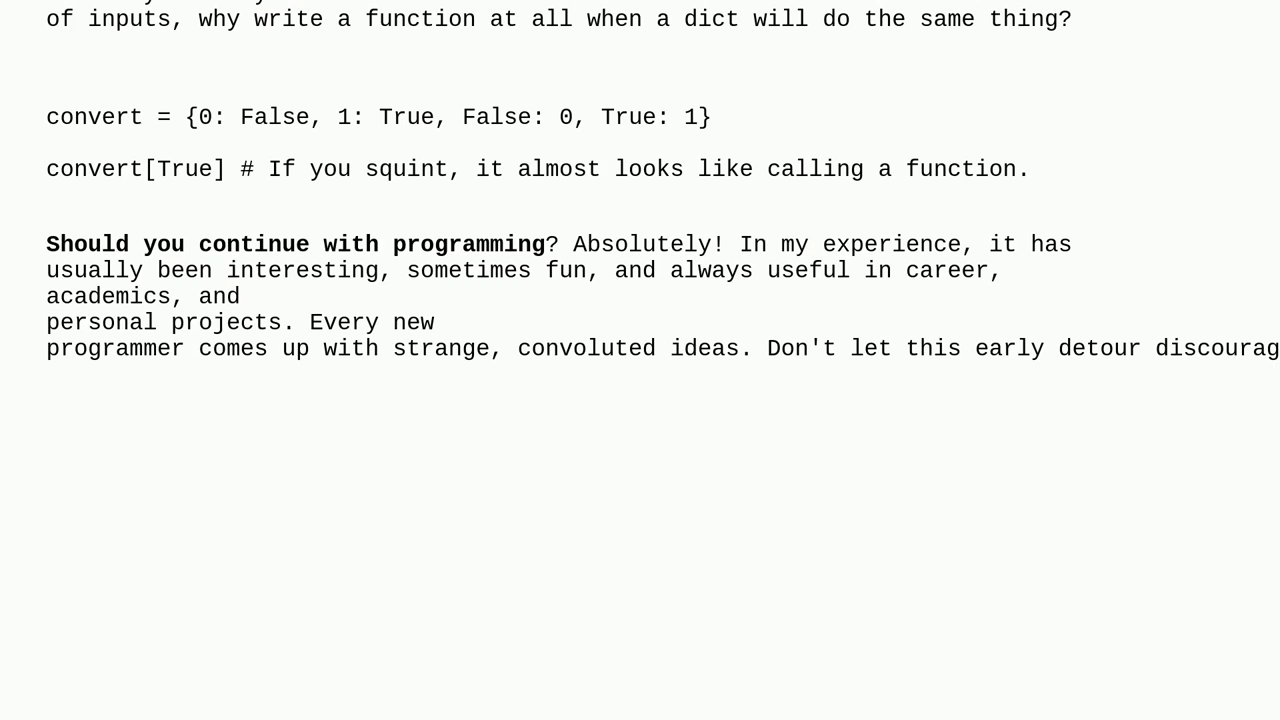 of inputs, why write a function at all when a dict will do the same thing?
convert = {0: False, 1: True, False: 0, True: 1}
convert[True] # If you squint, it almost looks like calling a function.
Should you continue with programming? Absolutely! In my experience, it has
usually been interesting, sometimes fun, and always useful in career,
academics, and
personal projects. Every new
programmer comes up with strange, convoluted ideas. Don't let this early detour discourag